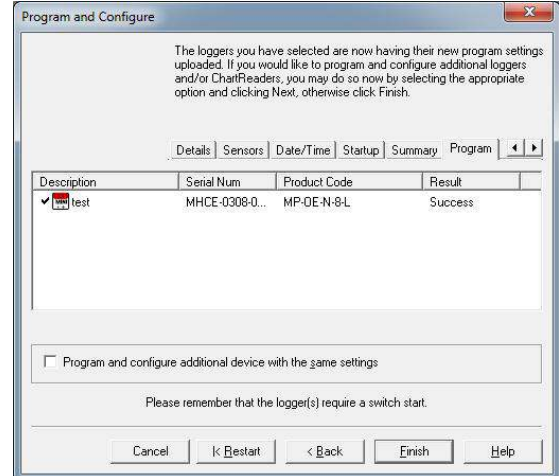 Program and Configure
The loggers you have selected are now having their new program settings
uploaded. If you would like to program and configure additional loggers
and/or ChartReaders, you may do so now by selecting the appropriate
option and clicking Next, otherwise click Finish.
Details Sensors Date/Time Startup Summary Program
Description Serial Num Product Code Result
MINI test MHCE-0308-0... MP-OE-N-8-L Success
Program and configure additional device with the same settings
Please remember that the logger(s) require a switch start.
Cancel |< Restart < Back Finish Help